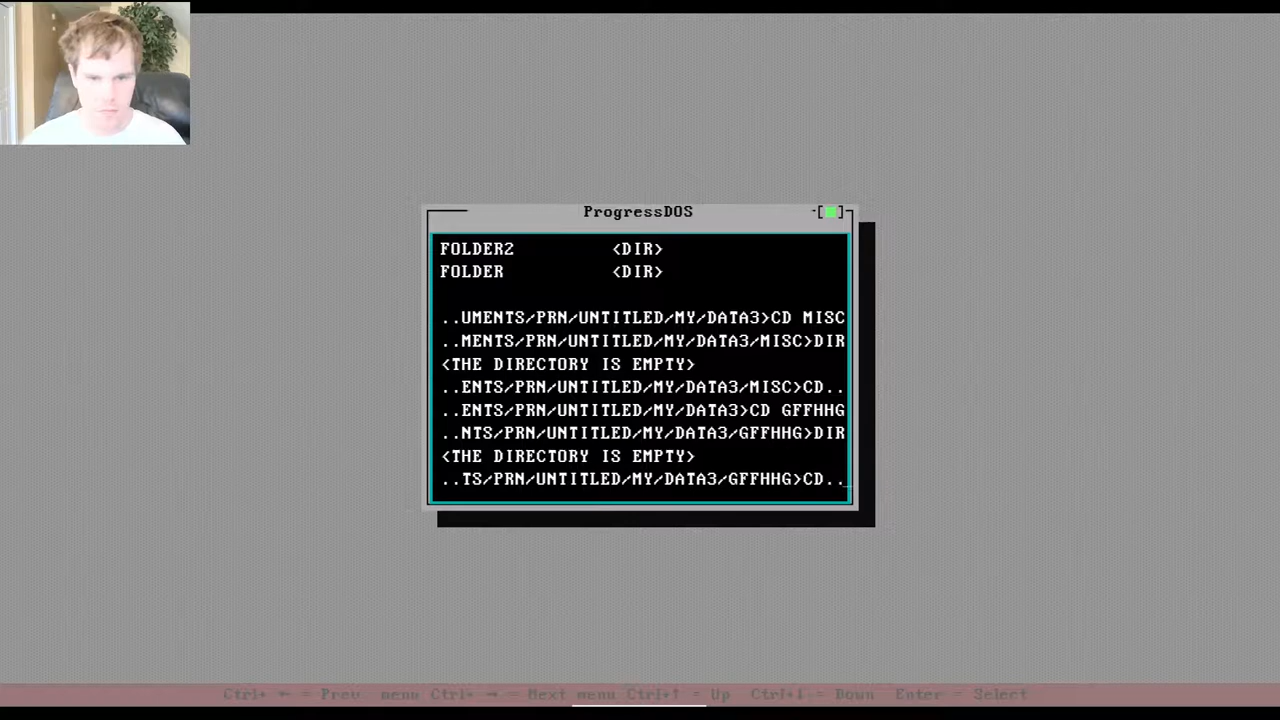 ProgressDOS
FOLDER2 <DIR>
FOLDER <DIR>
..UMENTS/PRN/UNTITLED/MY/DATA3>CD MISC
..MENTS/PRN/UNTITLED/MY/DATA3/MISC>DIR
<THE DIRECTORY IS EMPTY>
..ENTS/PRN/UNTITLED/MY/DATA3/MISC>CD..
..ENTS/PRN/UNTITLED/MY/DATA3>CD GFFHHG
..NTS/PRN/UNTITLED/MY/DATA3/GFFHHG>DIR
<THE DIRECTORY IS EMPTY>
..TS/PRN/UNTITLED/MY/DATA3/GFFHHG>CD.._
Ctrl+ ← = Prev. menu Ctrl+ → = Next menu Ctrl+↑ = Up Ctrl+↓ = Down Enter = Select